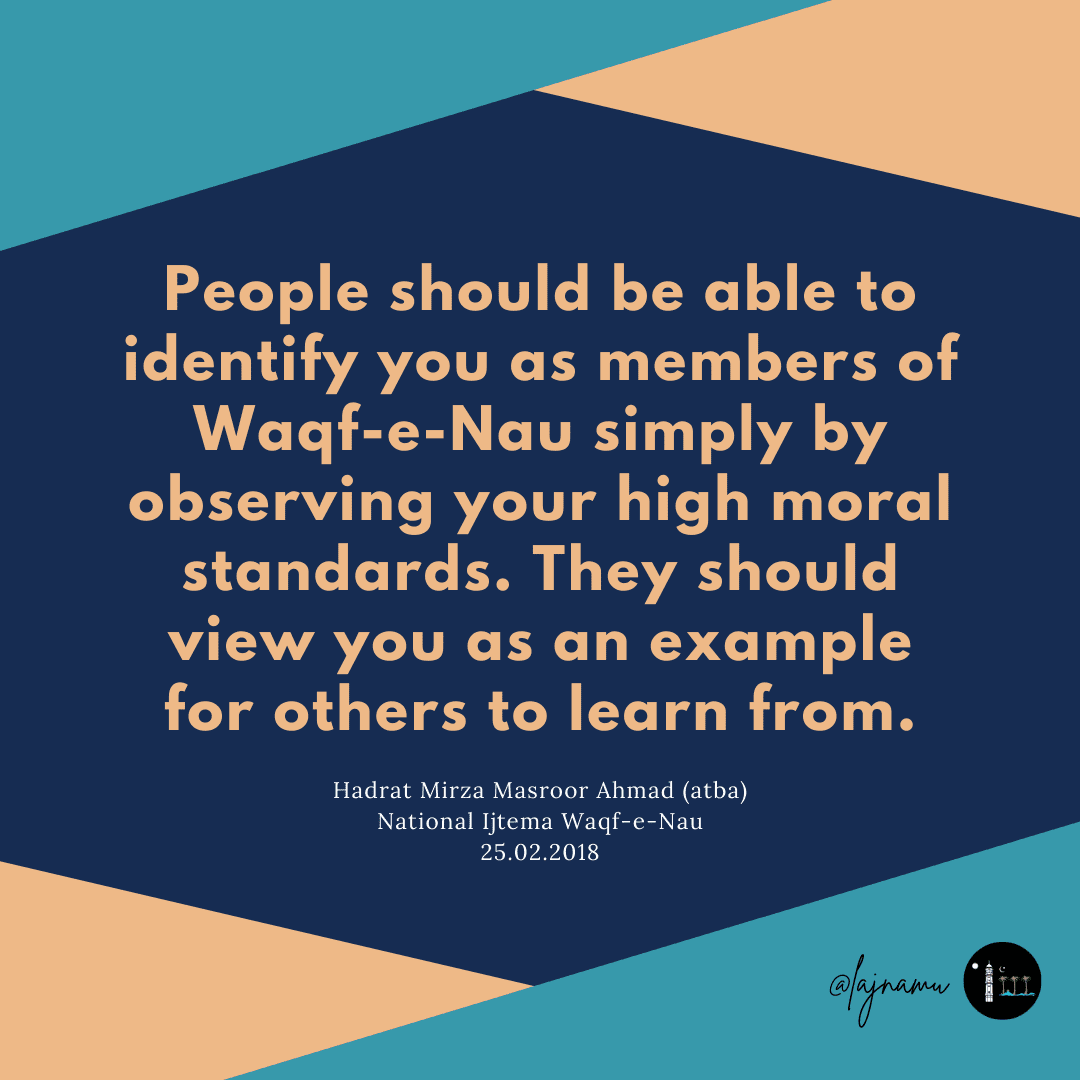 People should be able to
identify you as members of
Waqf-e-Nau simply by
observing your high moral
standards. They should
view you as an example
for others to learn from.
Hadrat Mirza Masroor Ahmad (atba)
National Ijtema Waqf-e-Nau
25.02.2018
@lajnamu